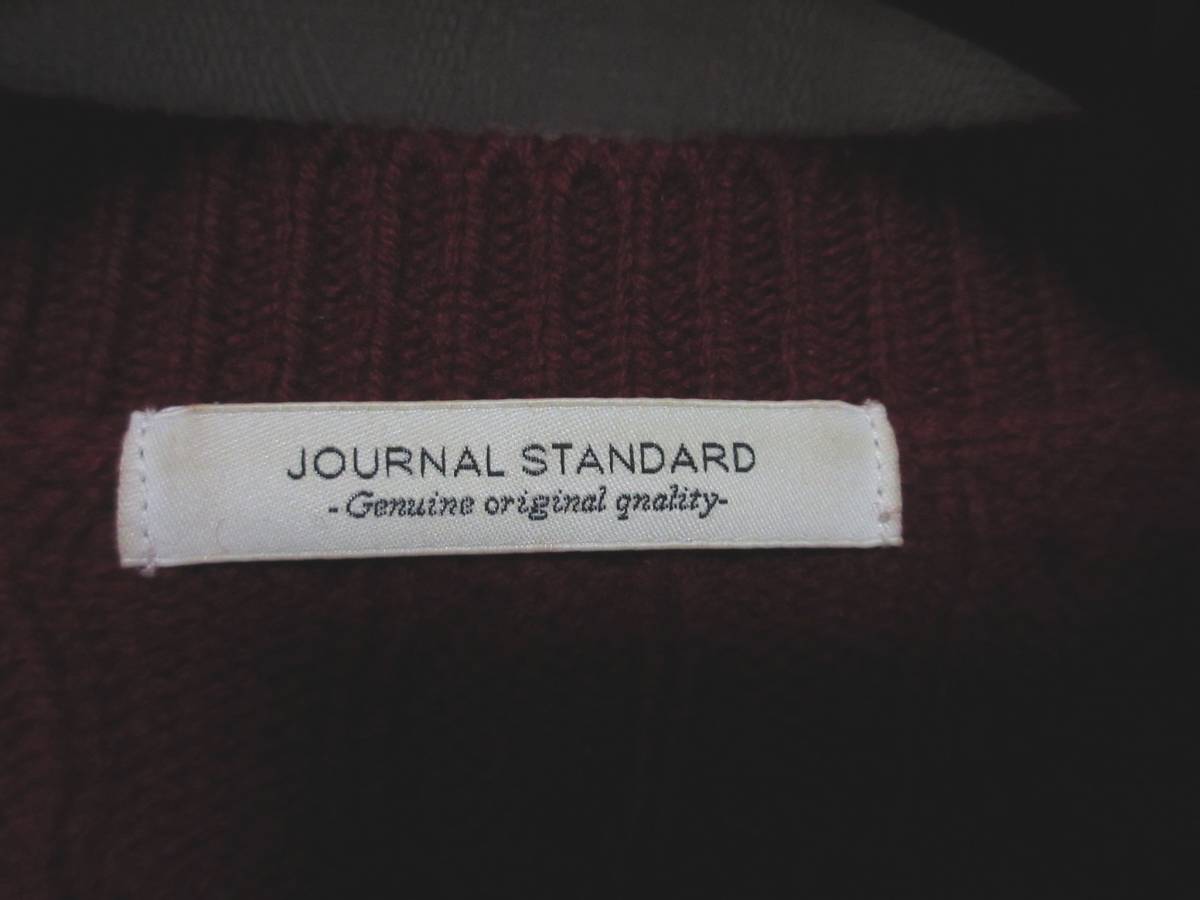 JOURNAL STANDARD
-Genuine original qnality-